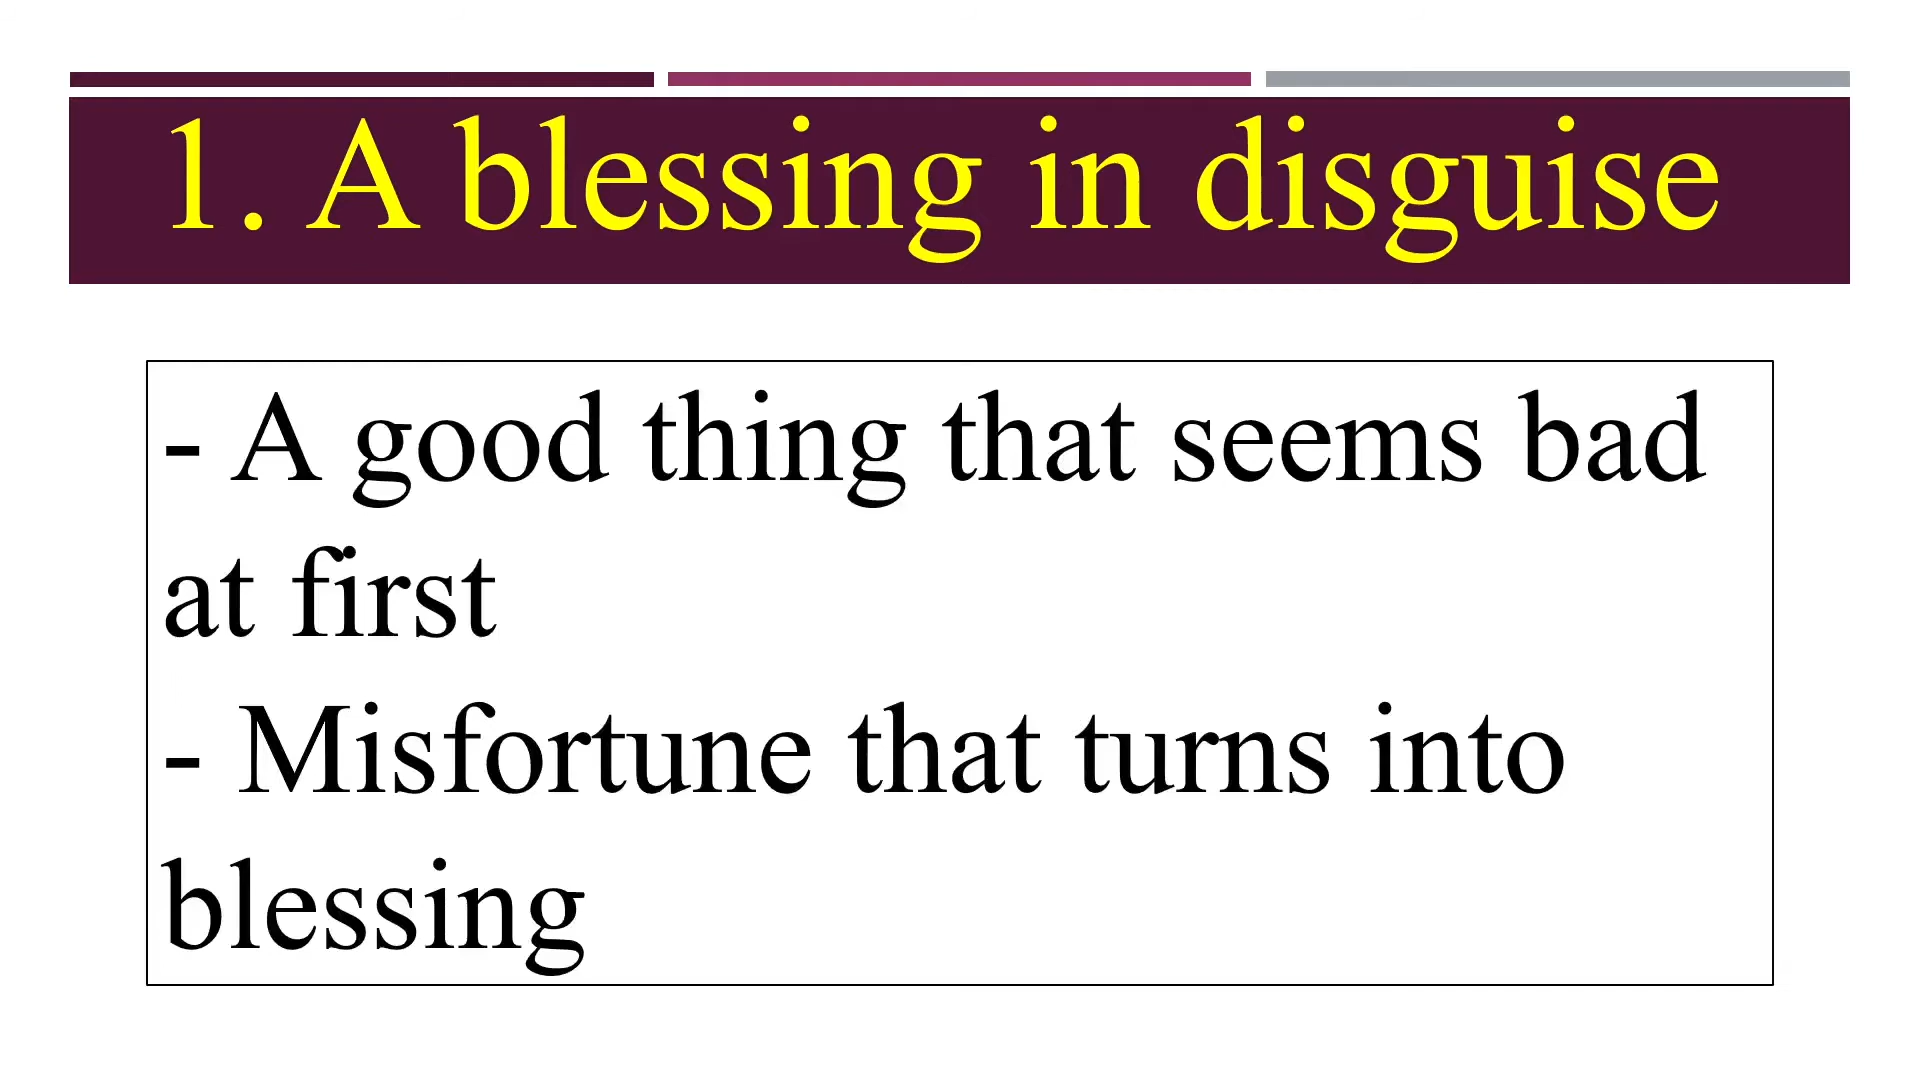 1. A blessing in disguise
- A good thing that seems bad
at first
- Misfortune that turns into
blessing